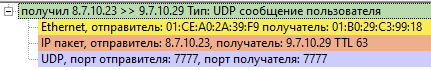 получил 8.7.10.23 >> 9.7.10.29 Тип: UDP сообщение пользователя
Ethernet, отправитель: 01:CE:A0:2A:39:F9 получатель: 01:B0:29:C3:99:18
IP пакет, отправитель: 8.7.10.23, получатель: 9.7.10.29 TTL 63
UDP, порт отправителя: 7777, порт получателя: 7777